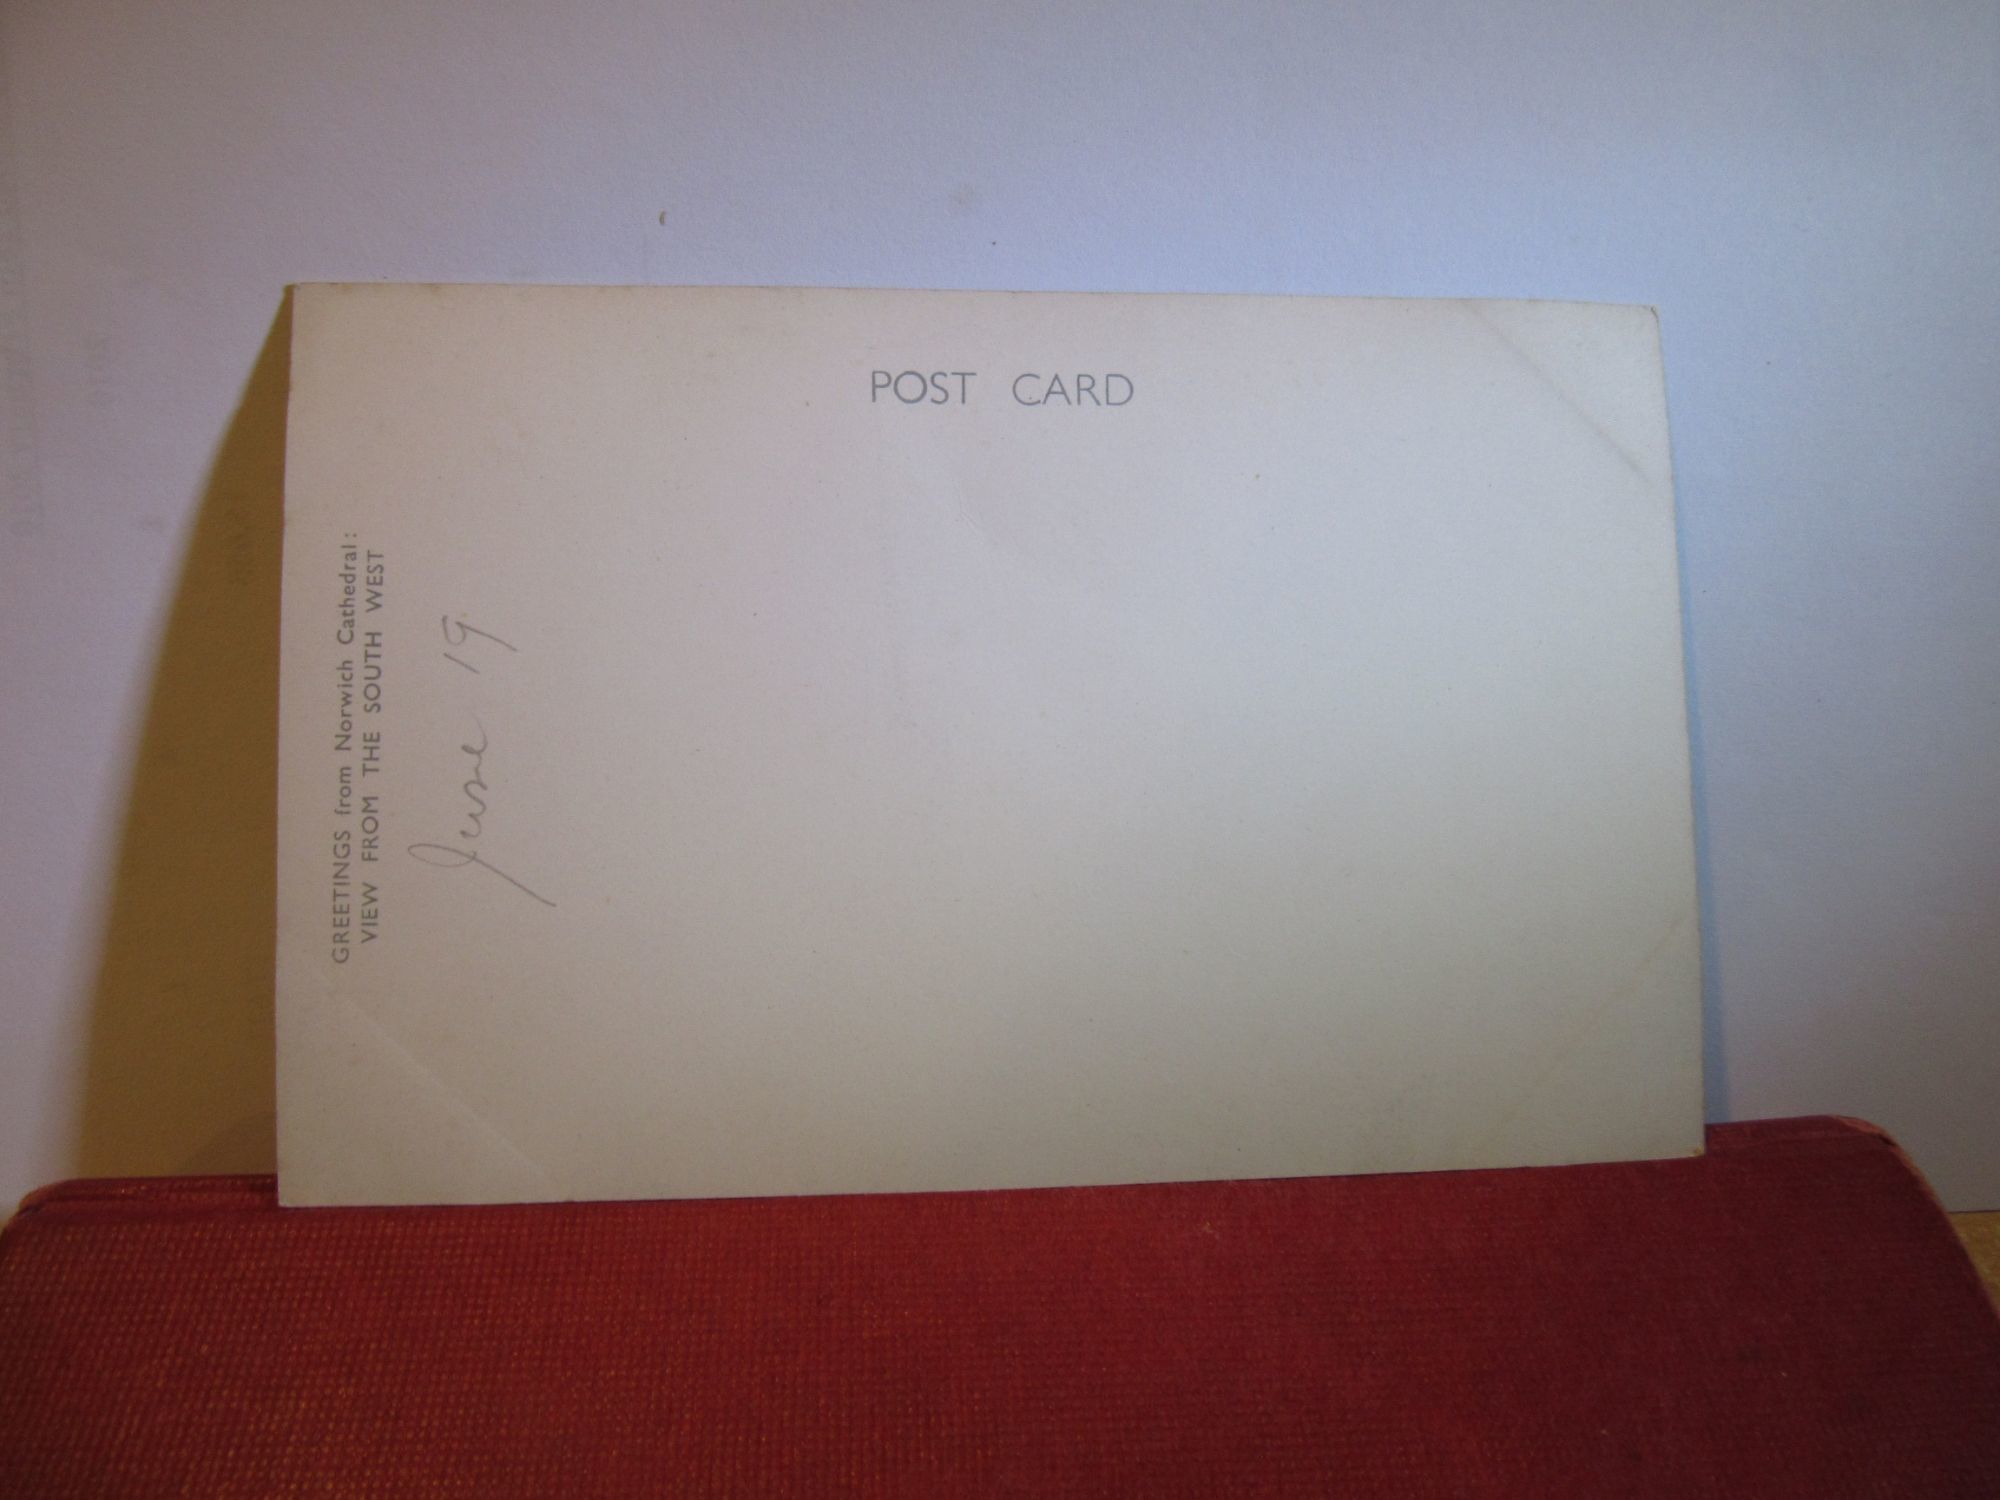 POST CARD
GREETINGS from Norwich Cathedral:
VIEW FROM THE SOUTH WEST
June 19